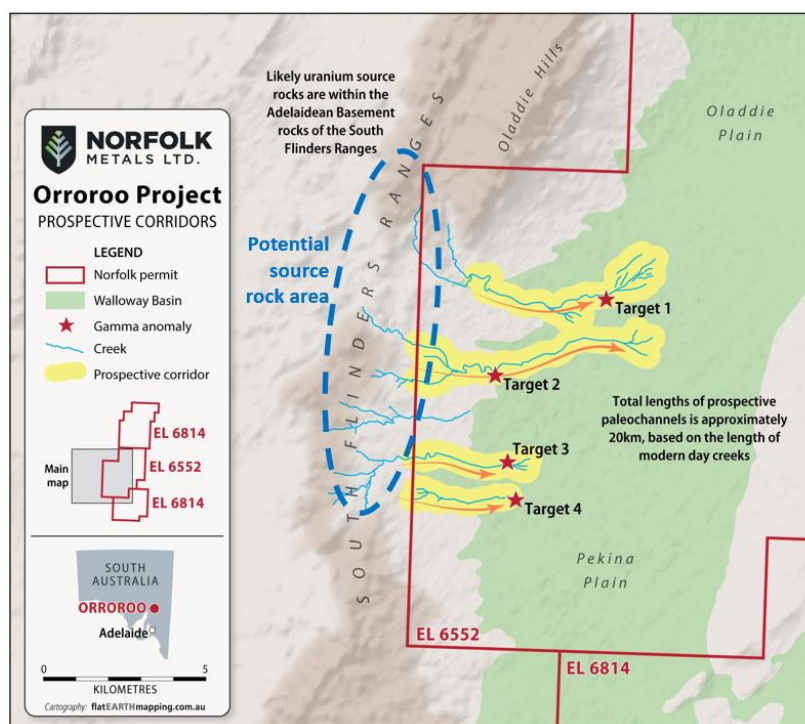 NORFOLK
METALS LTD.
Orroroo Project
PROSPECTIVE CORRIDORS
LEGEND
Norfolk permit
Walloway Basin
Gamma anomaly
Creek
Prospective corridor
EL 6814
EL 6552
EL 6814
Main
map
SOUTH
AUSTRALIA
ORROROO
Adelaide
0 5
KILOMETRES
Cartography: flatEARTHmapping.com.au
Likely uranium source
rocks are within the
Adelaidean Basement
rocks of the South
Flinders Ranges
Oladdie Hills
Oladdie
Plain
SOUTH FLINDERS RANGES
Potential
source
rock area
Target 1
Target 2
Total lengths of prospective
paleochannels is approximately
20km, based on the length of
modern day creeks
Target 3
Target 4
Pekina
Plain
EL 6552
EL 6814